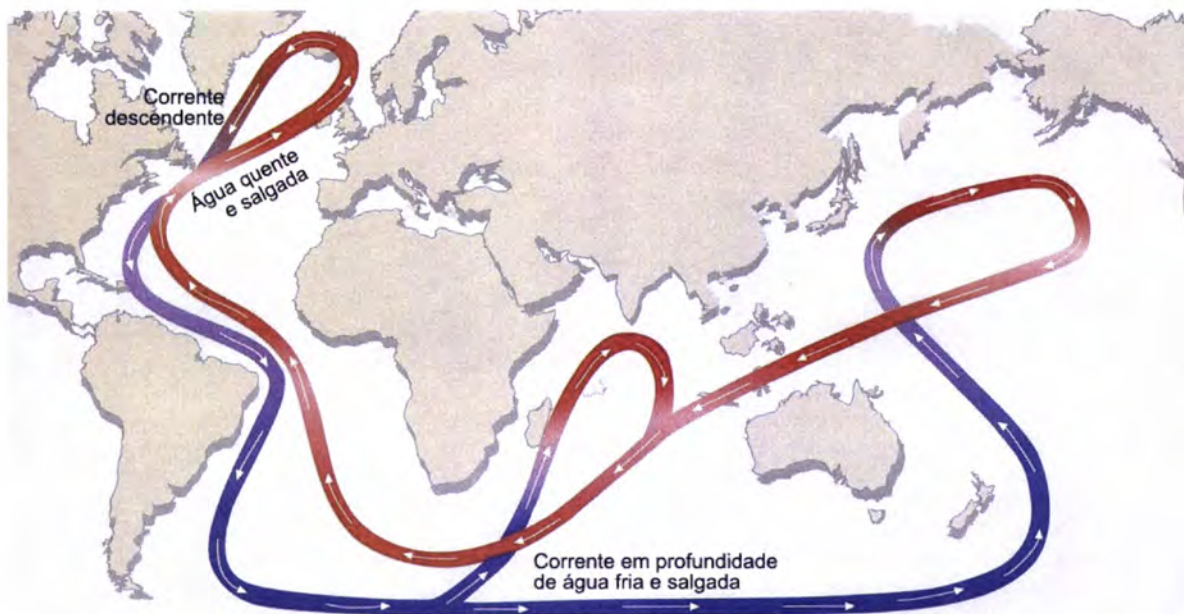 Corrente
descendente
Água quente
e salgada
Corrente em profundidade
de água fria e salgada